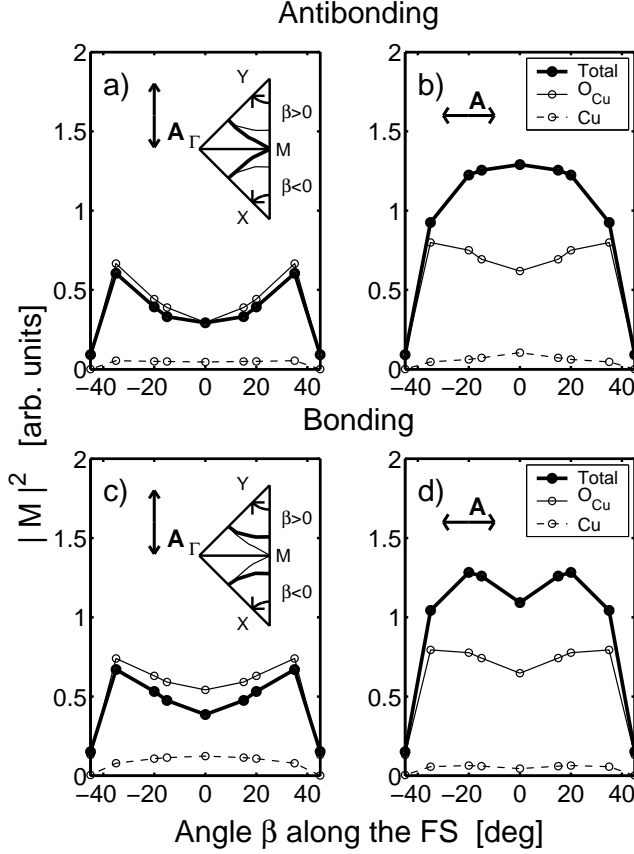 Antibonding
a)
A
Y
β>0
Γ
M
β<0
X
2
1.5
1
0.5
0
−40 −20 0 20 40
b)
A
Total
O_Cu
Cu
2
1.5
1
0.5
0
−40 −20 0 20 40
Bonding
c)
A
Y
β>0
Γ
M
β<0
X
2
1.5
1
0.5
0
−40 −20 0 20 40
d)
A
Total
O_Cu
Cu
2
1.5
1
0.5
0
−40 −20 0 20 40
| M |² [arb. units]
Angle β along the FS [deg]